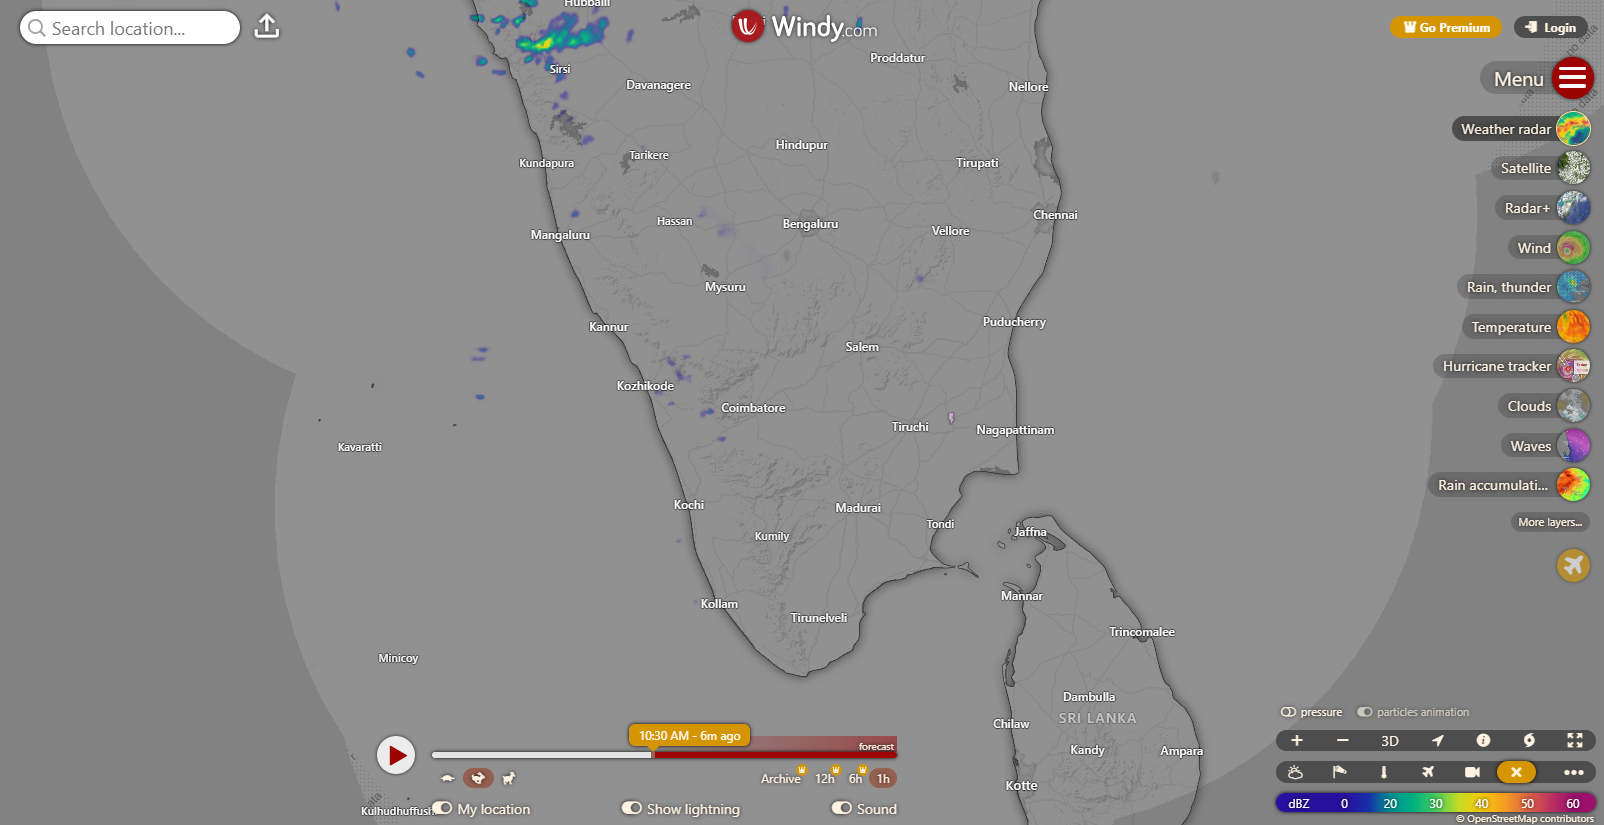 Hubballi
Search location...
Windy.com
Go Premium
Login
no data
Proddatur
Sirsi
Davanagere
Nellore
Menu
data
Weather radar
Hindupur
Kundapura
Tarikere
Tirupati
Satellite
Radar+
Hassan
Bengaluru
Chennai
Mangaluru
Vellore
Wind
Mysuru
Rain, thunder
Kannur
Puducherry
Temperature
Salem
Hurricane tracker
Kozhikode
Coimbatore
Clouds
Tiruchi
Nagapattinam
Kavaratti
Waves
Rain accumulati...
Kochi
Madurai
Tondi
More layers...
Kumily
Jaffna
Mannar
Kollam
Tirunelveli
Trincomalee
Minicoy
Dambulla
Chilaw
SRI LANKA
pressure
particles animation
10:30 AM - 6m ago
forecast
Kandy
Ampara
3D
Archive
12h
6h
1h
Kotte
Kulhudhuffush
My location
Show lightning
Sound
dBZ 0 20 30 40 50 60
© OpenStreetMap contributors